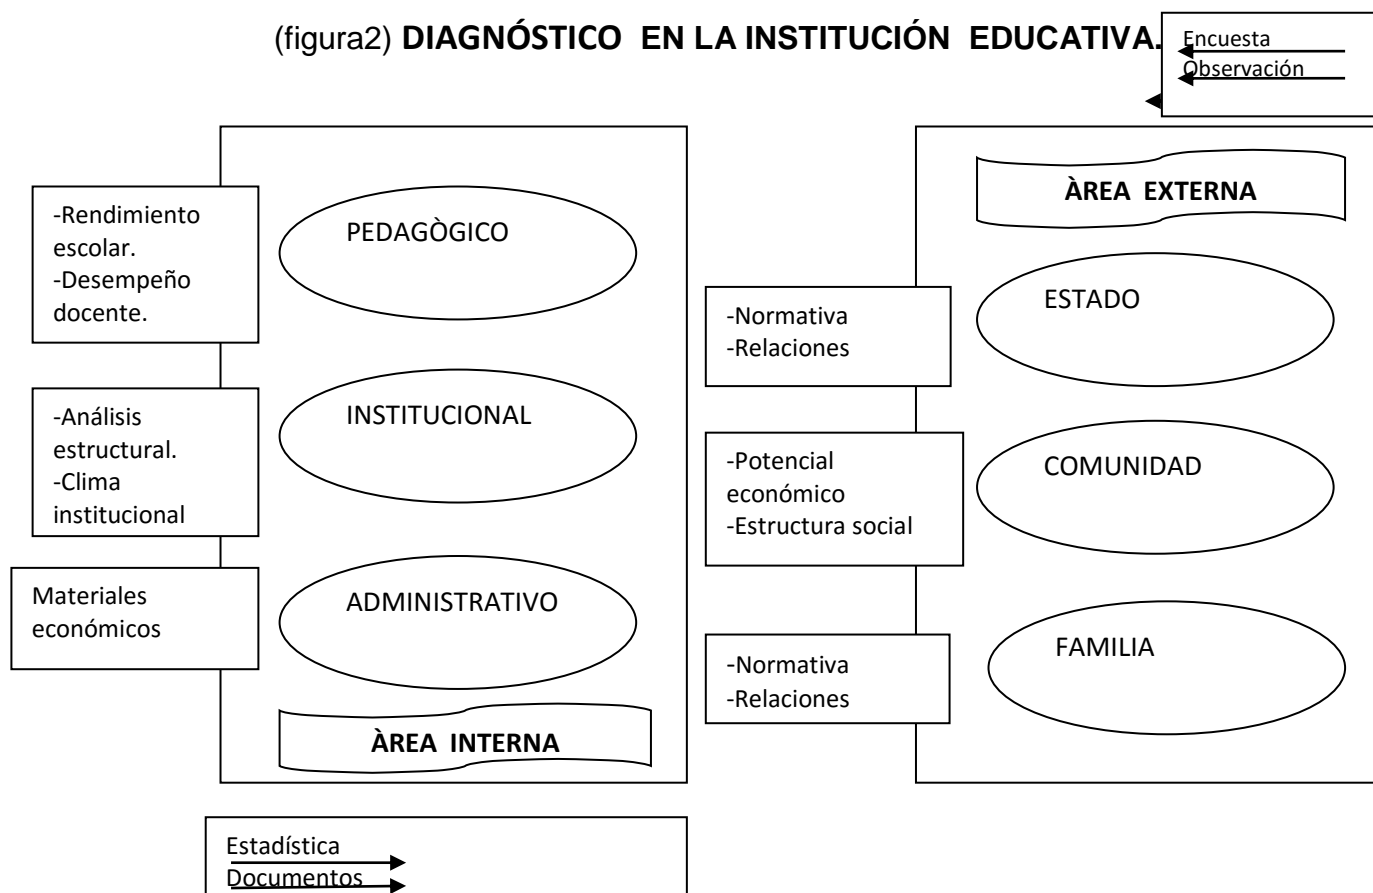 (figura2) DIAGNÓSTICO EN LA INSTITUCIÓN EDUCATIVA.
Encuesta
Observación
-Rendimiento
escolar.
-Desempeño
docente.
PEDAGÒGICO
-Análisis
estructural.
-Clima
institucional
INSTITUCIONAL
Materiales
económicos
ADMINISTRATIVO
ÀREA INTERNA
ÀREA EXTERNA
-Normativa
-Relaciones
ESTADO
-Potencial
económico
-Estructura social
COMUNIDAD
-Normativa
-Relaciones
FAMILIA
Estadística
Documentos